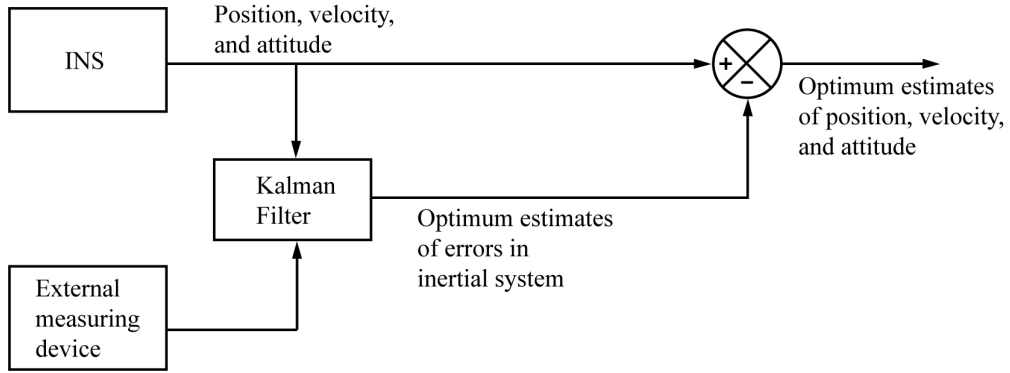 Position, velocity,
and attitude
INS
+
−
Optimum estimates
of position, velocity,
and attitude
Kalman
Filter
Optimum estimates
of errors in
inertial system
External
measuring
device